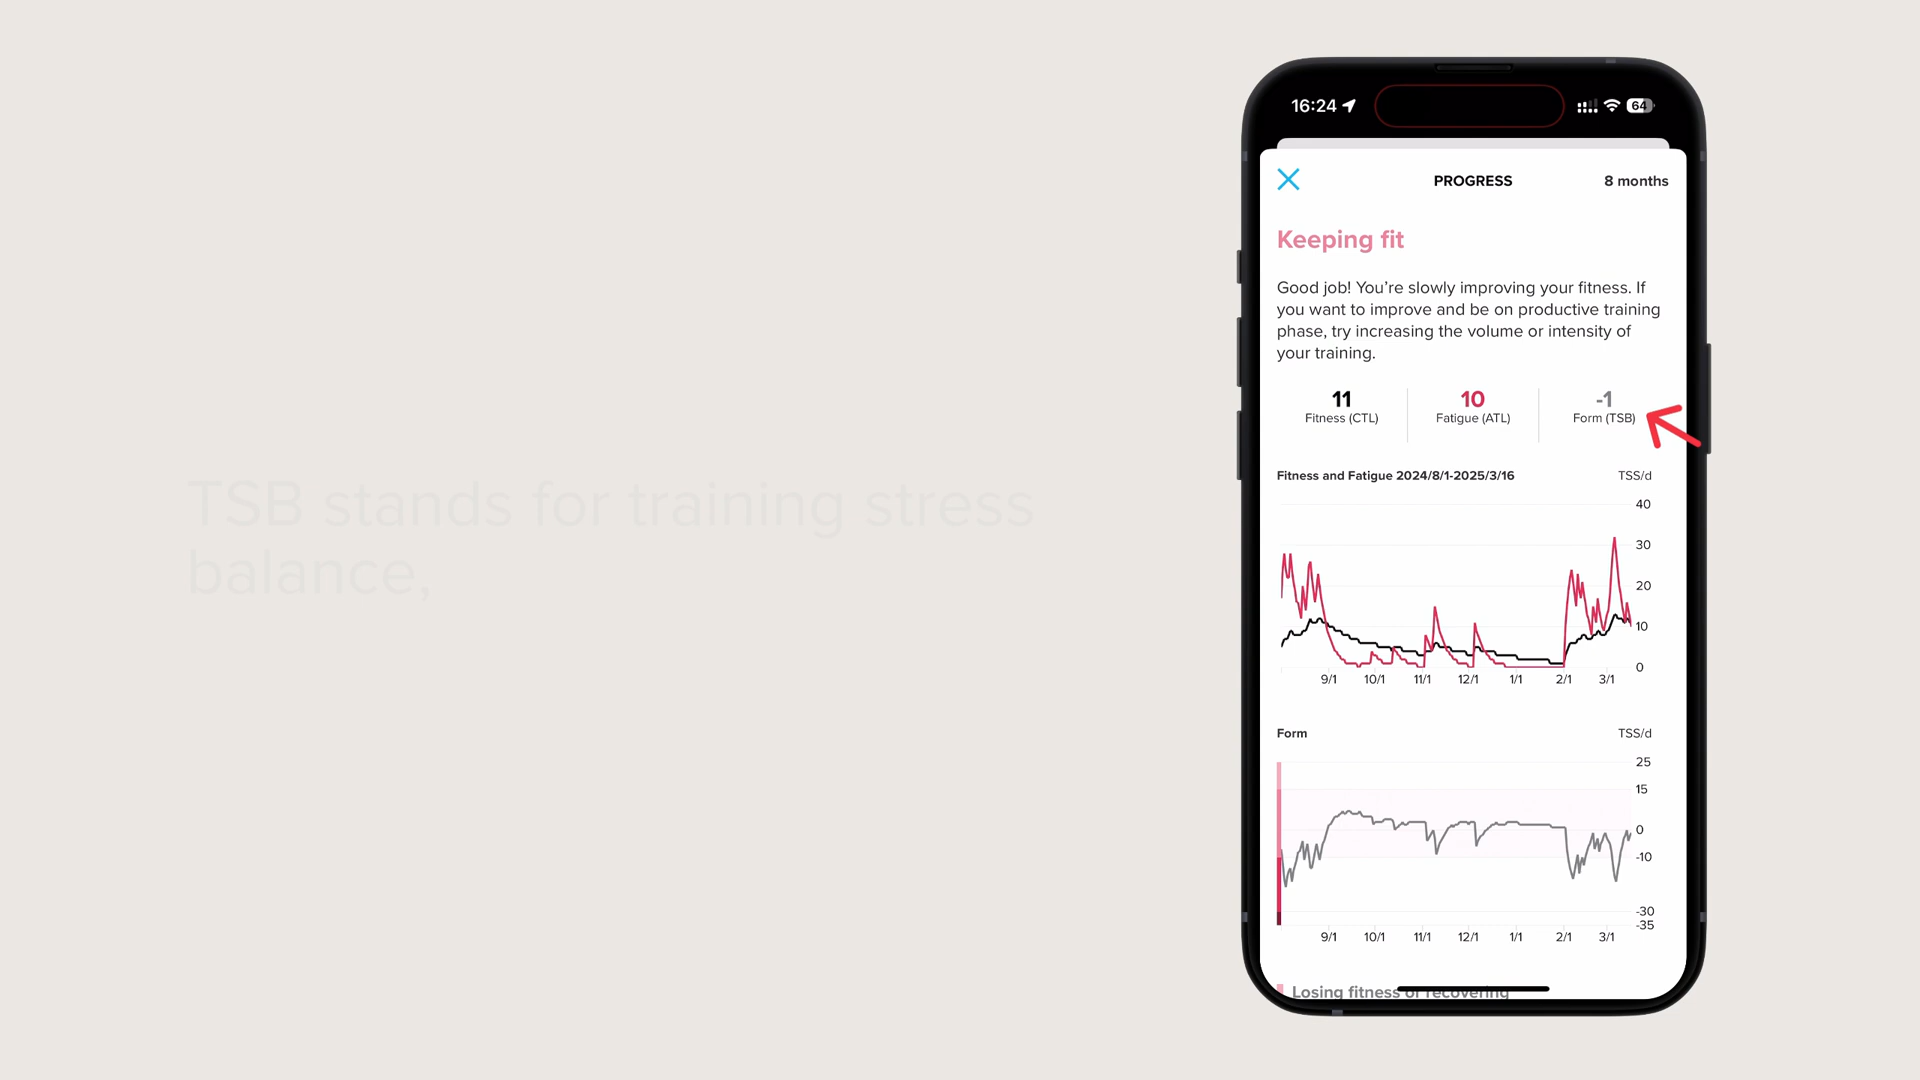 TSB stands for training stress
balance,
16:24
64
PROGRESS
8 months
Keeping fit
Good job! You’re slowly improving your fitness. If
you want to improve and be on productive training
phase, try increasing the volume or intensity of
your training.
11
Fitness (CTL)
10
Fatigue (ATL)
-1
Form (TSB)
Fitness and Fatigue 2024/8/1-2025/3/16
TSS/d
40
30
20
10
0
9/1 10/1 11/1 12/1 1/1 2/1 3/1
Form
TSS/d
25
15
0
-10
-30
-35
9/1 10/1 11/1 12/1 1/1 2/1 3/1
Losing fitness or recovering